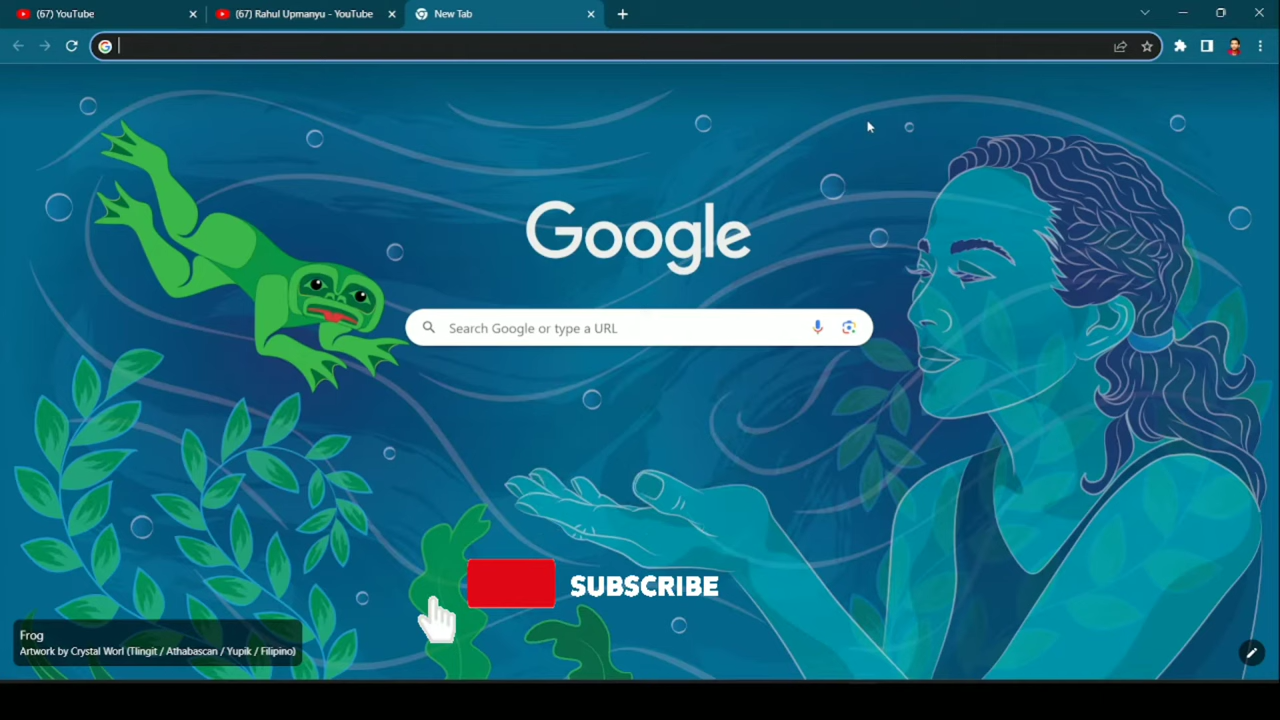 (67) YouTube
(67) Rahul Upmanyu - YouTube
New Tab
Google
Search Google or type a URL
SUBSCRIBE
Frog
Artwork by Crystal Worl (Tlingit / Athabascan / Yupik / Filipino)